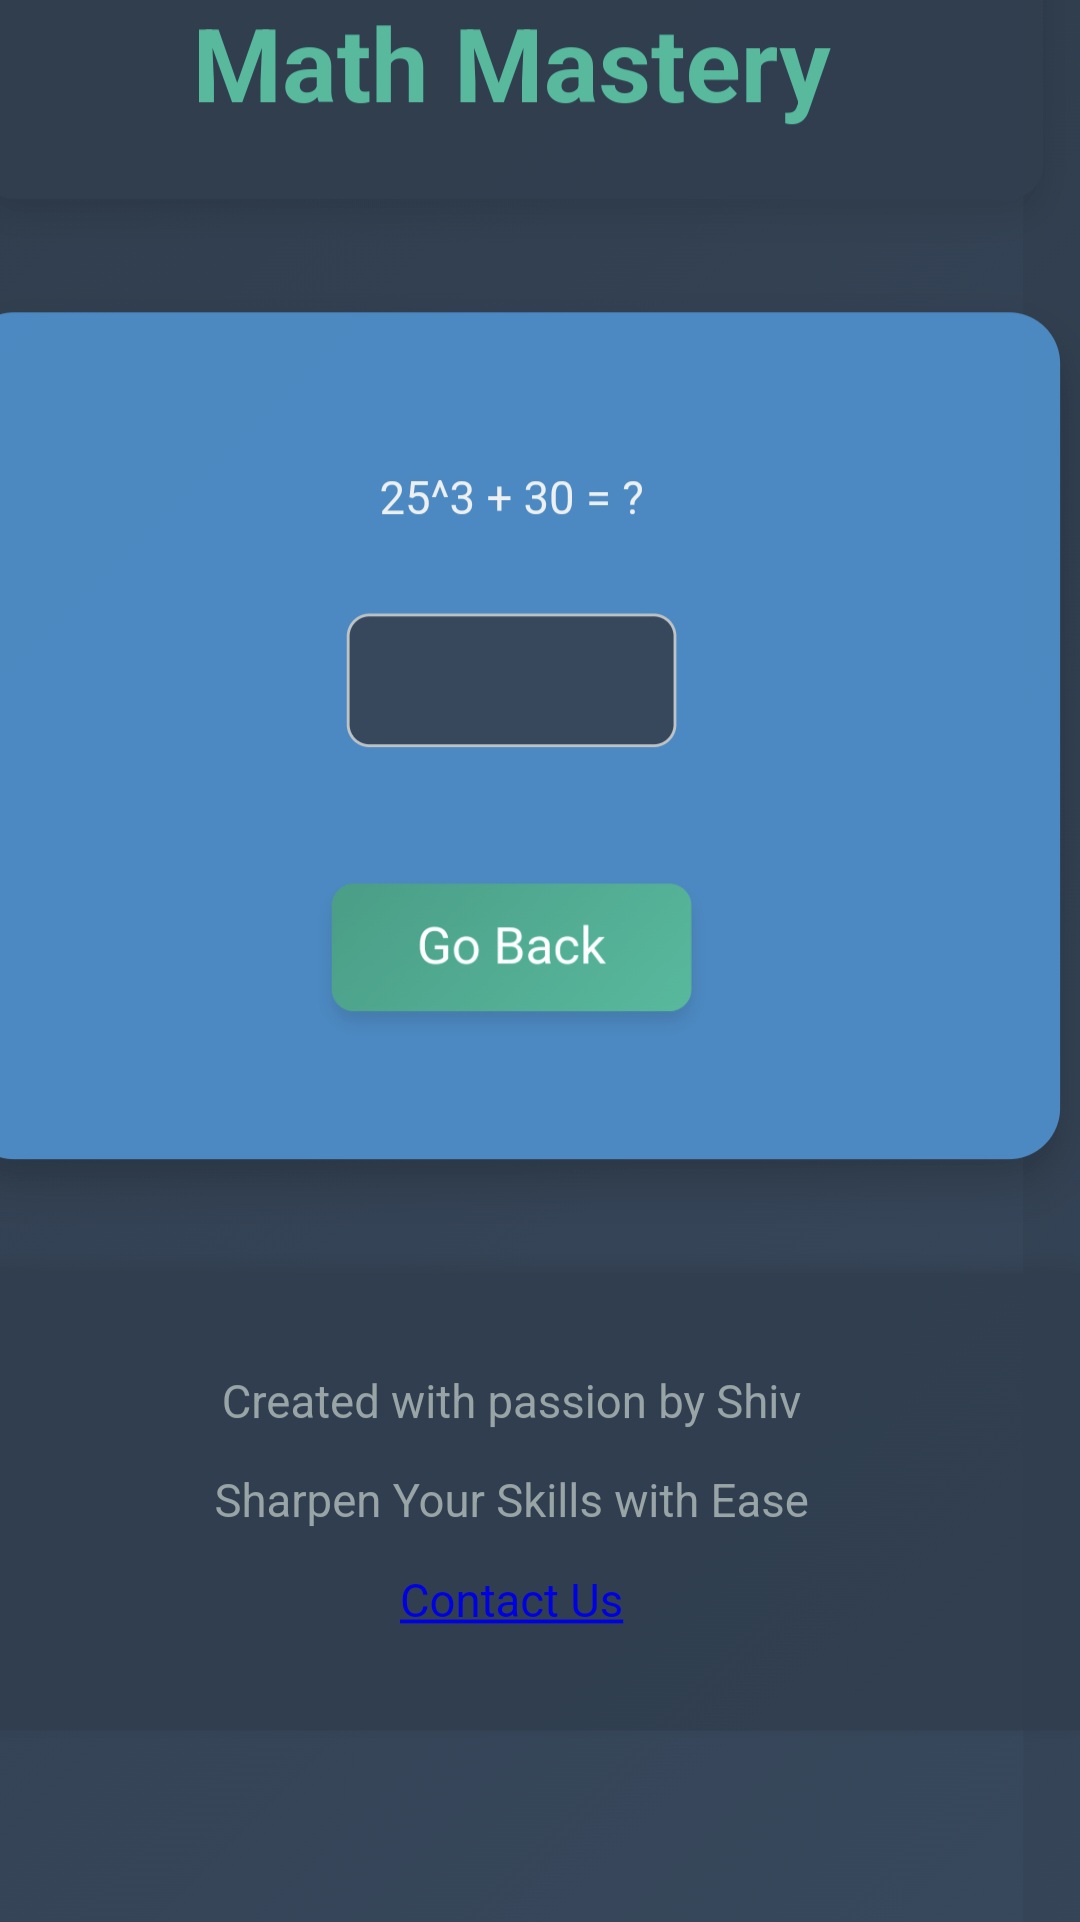 Math Mastery
25^3 + 30 = ?
Go Back
Created with passion by Shiv
Sharpen Your Skills with Ease
Contact Us